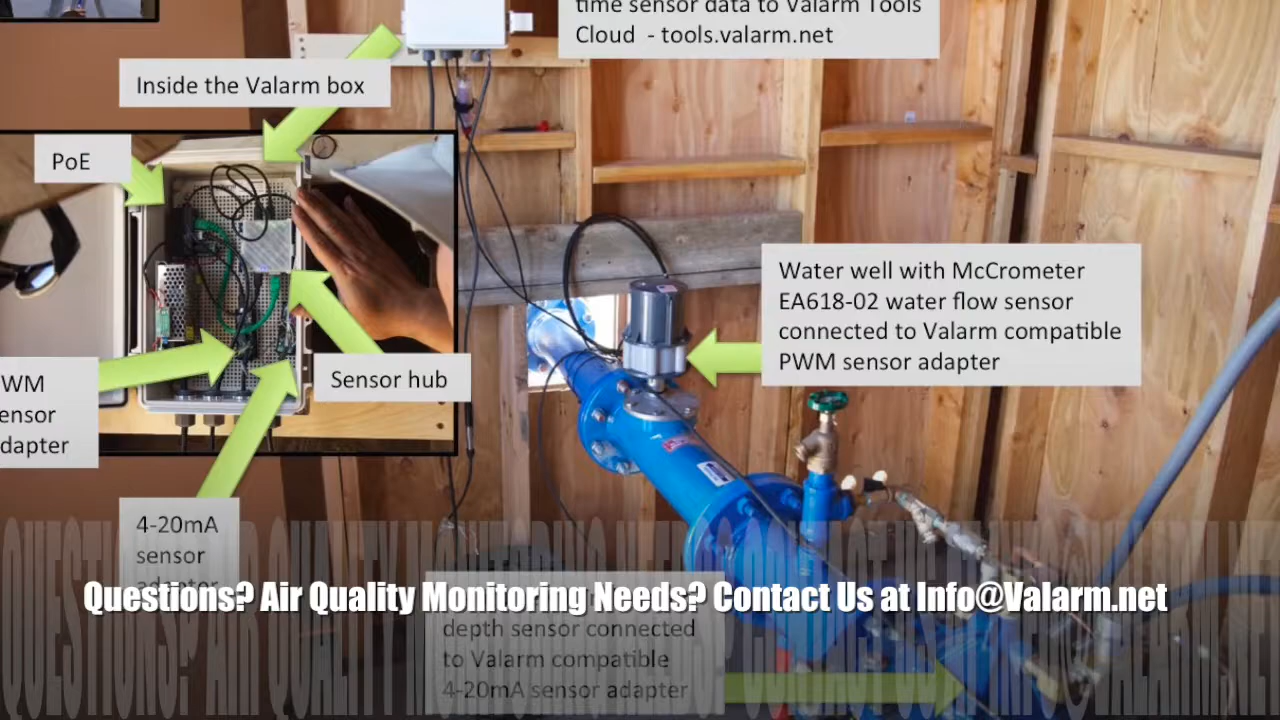 time sensor data to Valarm Tools
Cloud - tools.valarm.net
Inside the Valarm box
PoE
Water well with McCrometer
EA618-02 water flow sensor
connected to Valarm compatible
PWM sensor adapter
Sensor hub
WM
ensor
dapter
4-20mA
sensor
adapter
Questions? Air Quality Monitoring Needs? Contact Us at Info@Valarm.net
depth sensor connected
to Valarm compatible
4-20mA sensor adapter